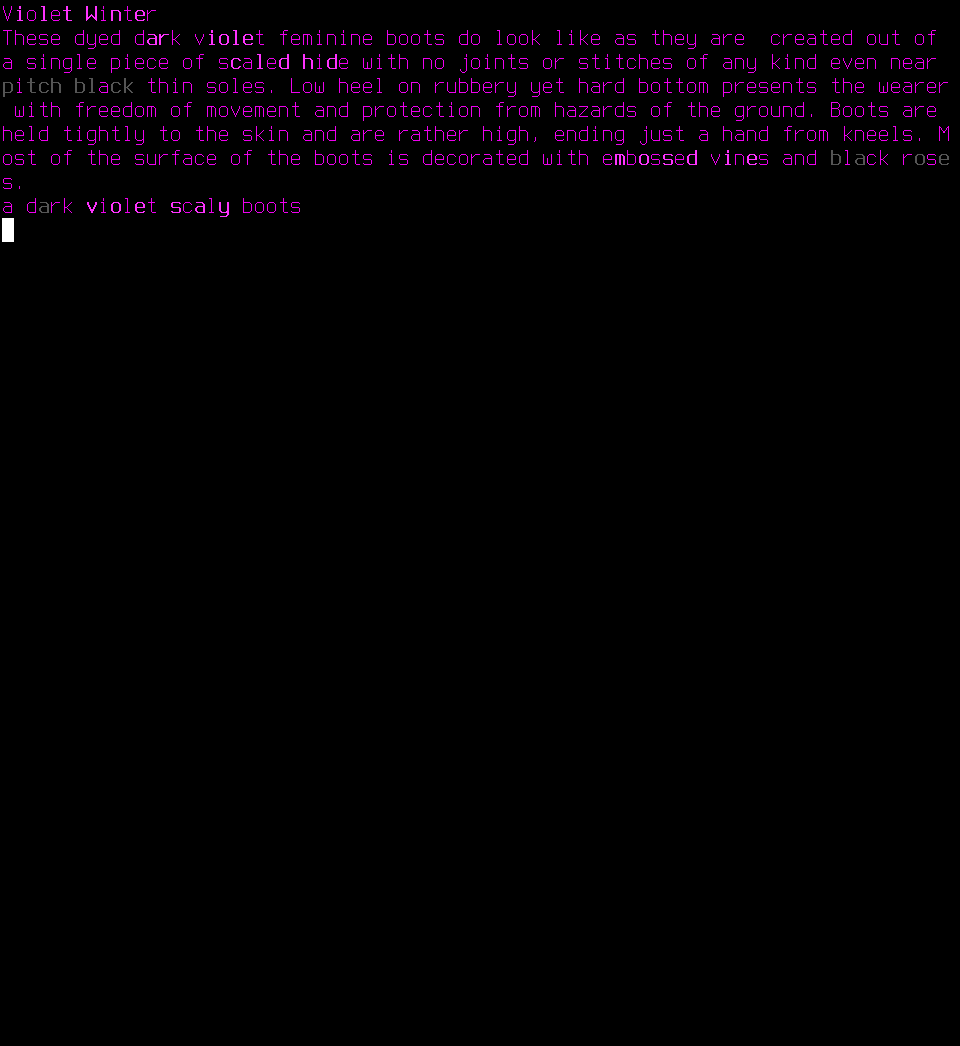 Violet Winter
These dyed dark violet feminine boots do look like as they are  created out of
a single piece of scaled hide with no joints or stitches of any kind even near
pitch black thin soles. Low heel on rubbery yet hard bottom presents the wearer
 with freedom of movement and protection from hazards of the ground. Boots are
held tightly to the skin and are rather high, ending just a hand from kneels. M
ost of the surface of the boots is decorated with embossed vines and black rose
s.
a dark violet scaly boots